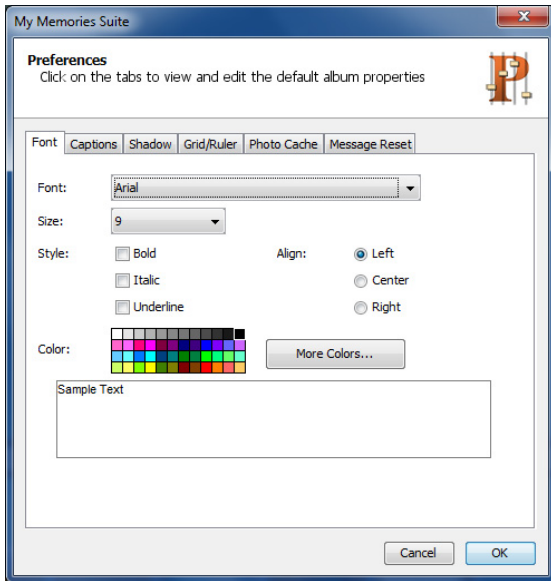 My Memories Suite
Preferences
Click on the tabs to view and edit the default album properties
P
Font Captions Shadow Grid/Ruler Photo Cache Message Reset
Font: Arial
Size: 9
Style: Bold Align: Left
Italic Center
Underline Right
Color: More Colors...
Sample Text
Cancel OK